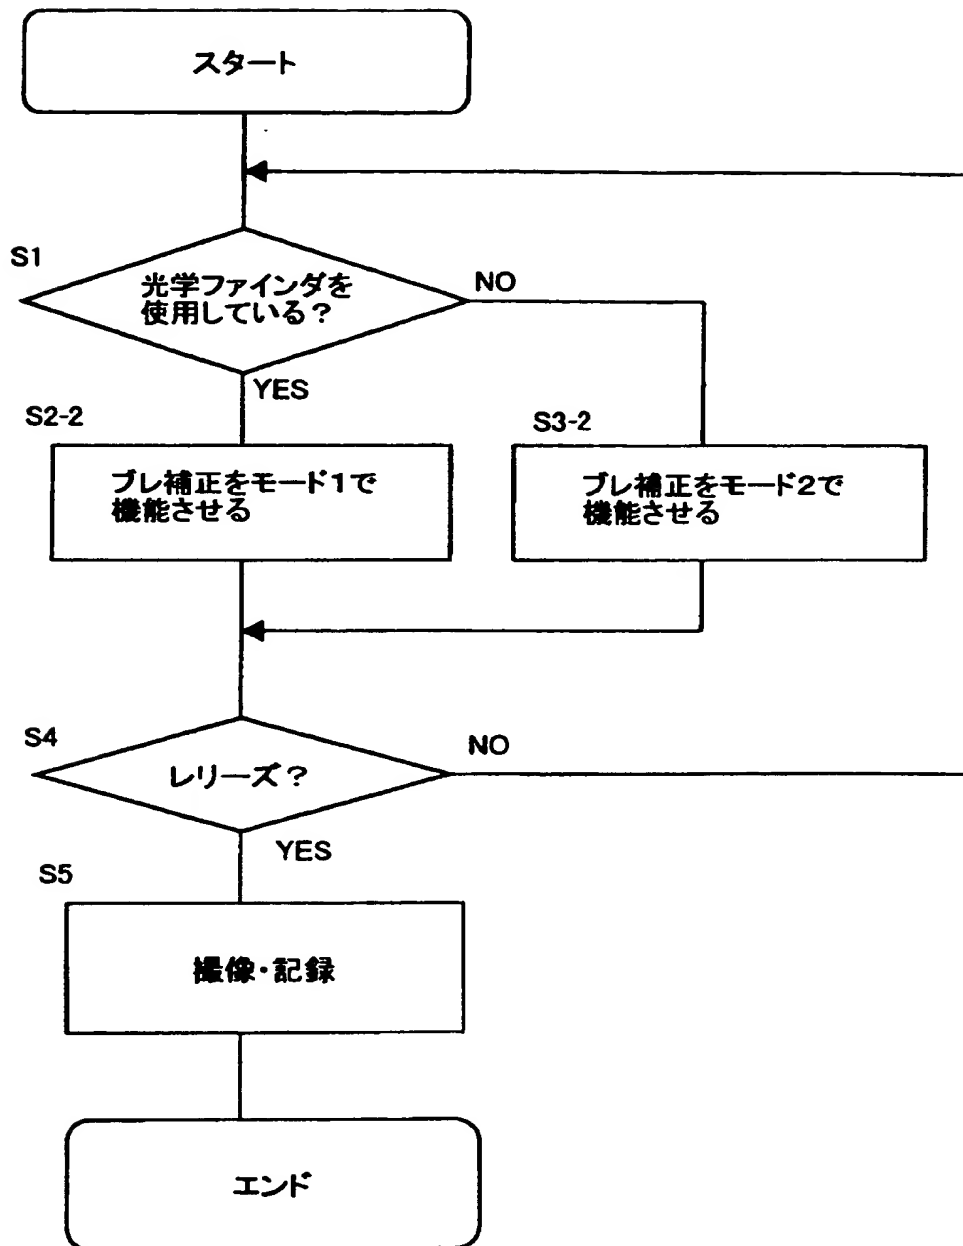 スタート
S1
光学ファインダを
使用している?
NO
YES
S2-2
ブレ補正をモード1で
機能させる
S3-2
ブレ補正をモード2で
機能させる
S4
レリーズ?
NO
YES
S5
撮像・記録
エンド